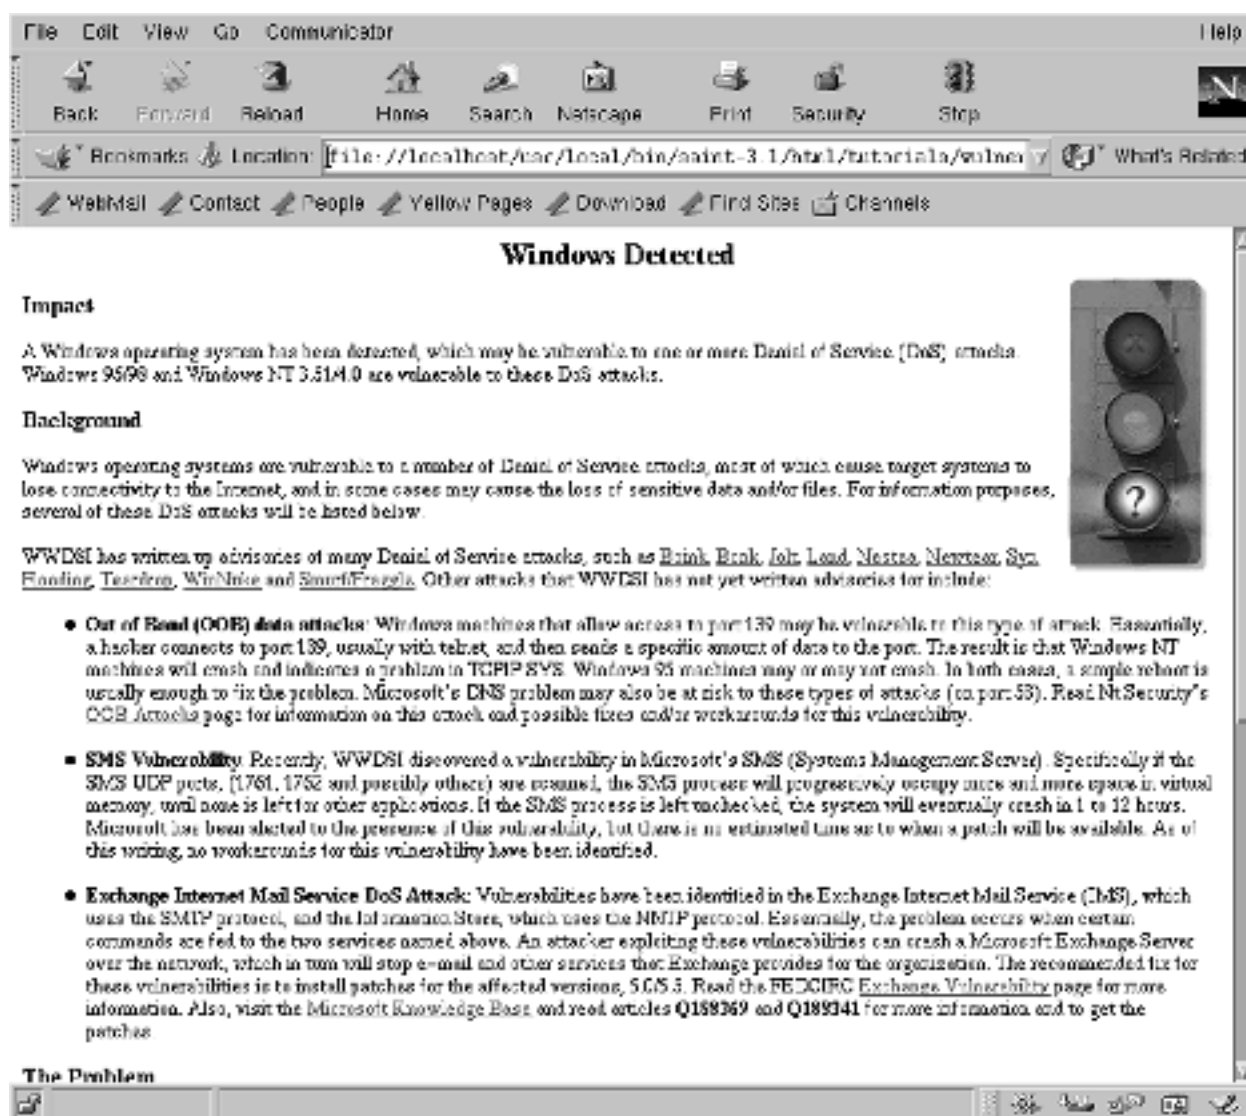 File Edit View Go Communicator Help
Back Forward Reload Home Search Netscape Print Security Stop
N
Bookmarks Location: file://localhost/usr/local/bin/saint-3.1/html/tutorials/vulner What's Related
WebMail Contact People Yellow Pages Download Find Sites Channels
Windows Detected
Impact
A Windows operating system has been detected, which may be vulnerable to one or more Denial of Service (DoS) attacks.
Windows 95/98 and Windows NT 3.51/4.0 are vulnerable to these DoS attacks.
Background
Windows operating systems are vulnerable to a number of Denial of Service attacks, most of which cause target systems to
lose connectivity to the Internet, and in some cases may cause the loss of sensitive data and/or files. For information purposes,
several of these DoS attacks will be listed below.
?
WWDSI has written up advisories of many Denial of Service attacks, such as Boink, Bonk, Jolt, Land, Nestea, Newtear, Syn
Flooding, Teardrop, WinNuke and Smurf/Fraggle. Other attacks that WWDSI has not yet written advisories for include:
Out of Band (OOB) data attacks: Windows machines that allow access to port 139 may be vulnerable to this type of attack. Essentially,
a hacker connects to port 139, usually with telnet, and then sends a specific amount of data to the port. The result is that Windows NT
machines will crash and indicates a problem in TCPIP.SYS. Windows 95 machines may or may not crash. In both cases, a simple reboot is
usually enough to fix the problem. Microsoft's DNS problem may also be at risk to these types of attacks (on port 53). Read Nt Security"s
OOB Attacks page for information on this attack and possible fixes and/or workarounds for this vulnerability.
SMS Vulnerability. Recently, WWDSI discovered a vulnerability in Microsoft's SMS (Systems Management Server). Specifically if the
SMS UDP ports, (1761, 1762 and possibly others) are scanned, the SMS process will progressively occupy more and more space in virtual
memory, until none is left for other applications. If the SMS process is left unchecked, the system will eventually crash in 1 to 12 hours.
Microsoft has been alerted to the presence of this vulnerability, but there is no estimated time as to when a patch will be available. As of
this writing, no workarounds for this vulnerability have been identified.
Exchange Internet Mail Service DoS Attack: Vulnerabilities have been identified in the Exchange Internet Mail Service (IMS), which
uses the SMTP protocol, and the Information Store, which uses the NNTP protocol. Essentially, the problem occurs when certain
commands are fed to the two services named above. An attacker exploiting these vulnerabilities can crash a Microsoft Exchange Server
over the network, which in turn will stop e-mail and other services that Exchange provides for the organization. The recommended fix for
these vulnerabilities is to install patches for the affected versions, 5.0/5.5. Read the FEDCIRC Exchange Vulnerability page for more
information. Also, visit the Microsoft Knowledge Base and read articles Q188369 and Q188341 for more information and to get the
patches.
The Problem